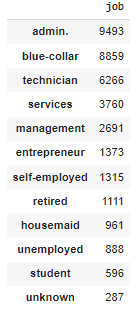 job
admin. 9493
blue-collar 8859
technician 6266
services 3760
management 2691
entrepreneur 1373
self-employed 1315
retired 1111
housemaid 961
unemployed 888
student 596
unknown 287